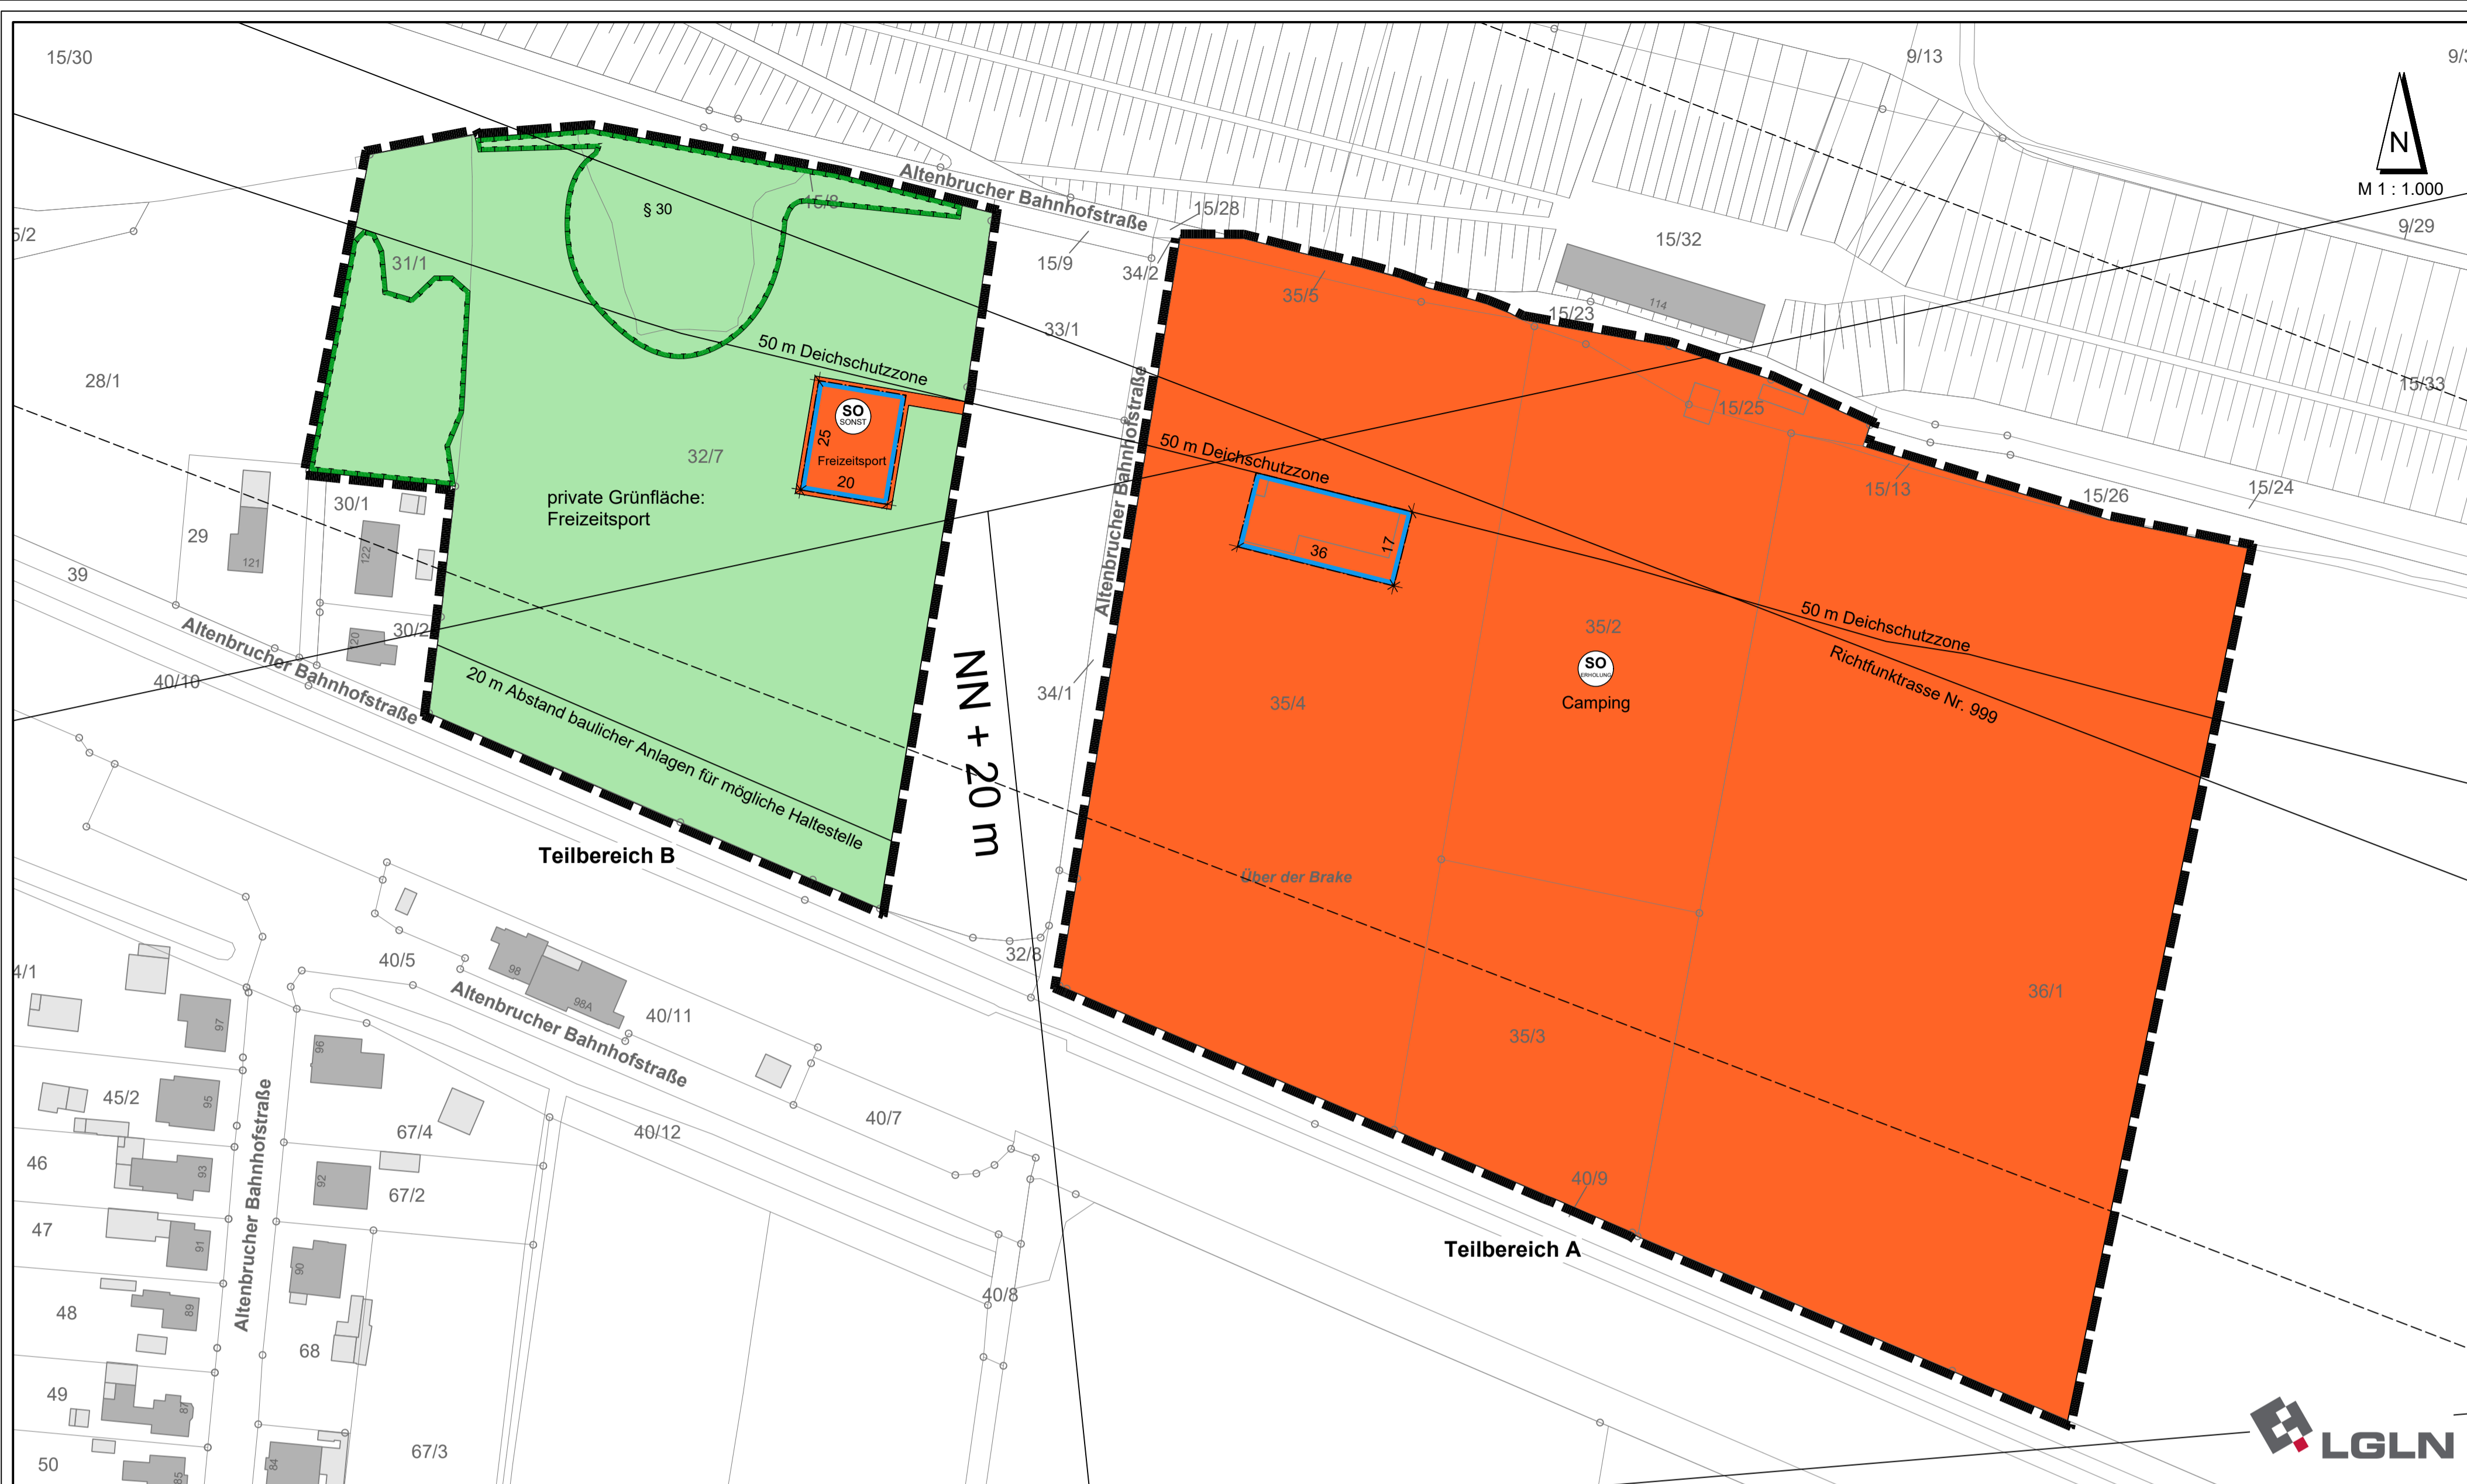 15/30
9/13
N
M 1 : 1.000
Altenbrucher Bahnhofstraße
15/8
§ 30
15/28
15/9
34/2
15/32
9/29
5/2
31/1
35/5
15/23
114
33/1
50 m Deichschutzzone
28/1
15/33
15/25
SO
SONST
25
Freizeitsport
20
32/7
private Grünfläche:
Freizeitsport
Altenbrucher Bahnhofstraße
50 m Deichschutzzone
36
17
15/13
15/26
15/24
30/1
29
121
122
39
30/2
120
Altenbrucher Bahnhofstraße
40/10
20 m Abstand baulicher Anlagen für mögliche Haltestelle
NN + 20 m
34/1
35/4
35/2
SO
ERHOLUNG
Camping
50 m Deichschutzzone
Richtfunktrasse Nr. 999
Teilbereich B
Über der Brake
32/8
36/1
35/3
4/1
40/5
98
98A
Altenbrucher Bahnhofstraße
40/11
97
96
45/2
95
67/4
40/12
40/7
46
93
92
67/2
40/9
Teilbereich A
47
91
90
Altenbrucher Bahnhofstraße
48
89
40/8
68
49
87
67/3
50
85
84
LGLN